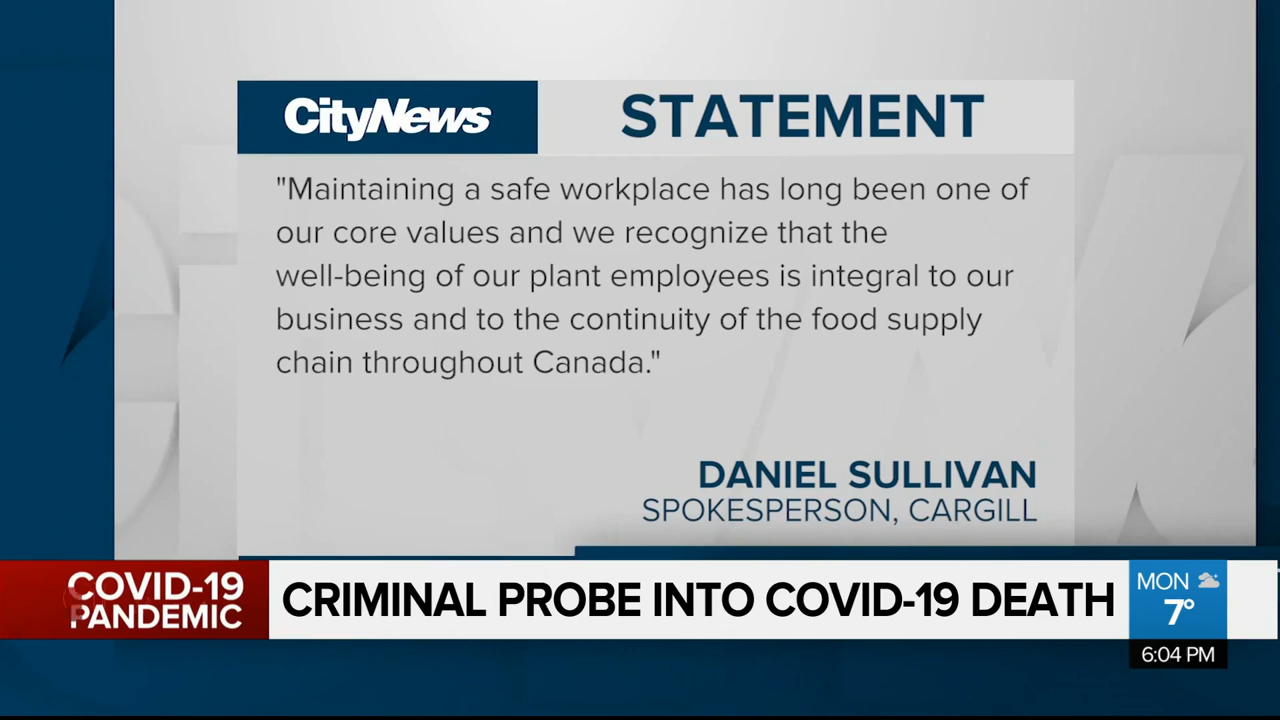 CityNews
STATEMENT
"Maintaining a safe workplace has long been one of
our core values and we recognize that the
well-being of our plant employees is integral to our
business and to the continuity of the food supply
chain throughout Canada."
DANIEL SULLIVAN
SPOKESPERSON, CARGILL
COVID-19
PANDEMIC
CRIMINAL PROBE INTO COVID-19 DEATH
MON
7°
6:04 PM